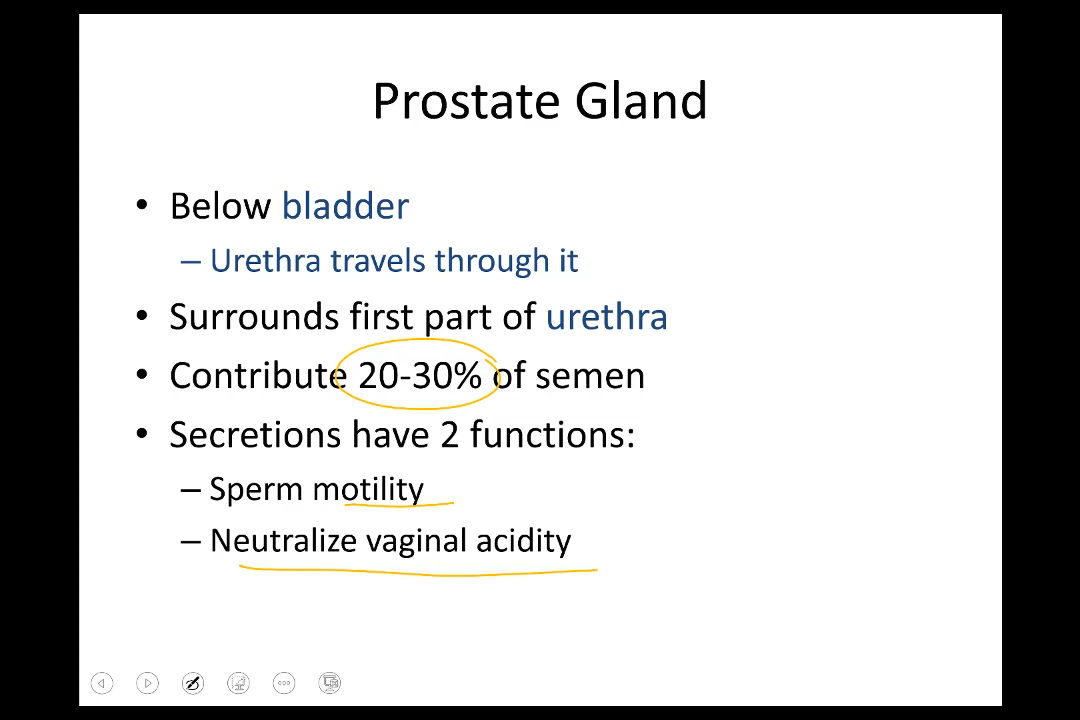 Prostate Gland
• Below bladder
– Urethra travels through it
• Surrounds first part of urethra
• Contribute 20-30% of semen
• Secretions have 2 functions:
– Sperm motility
– Neutralize vaginal acidity